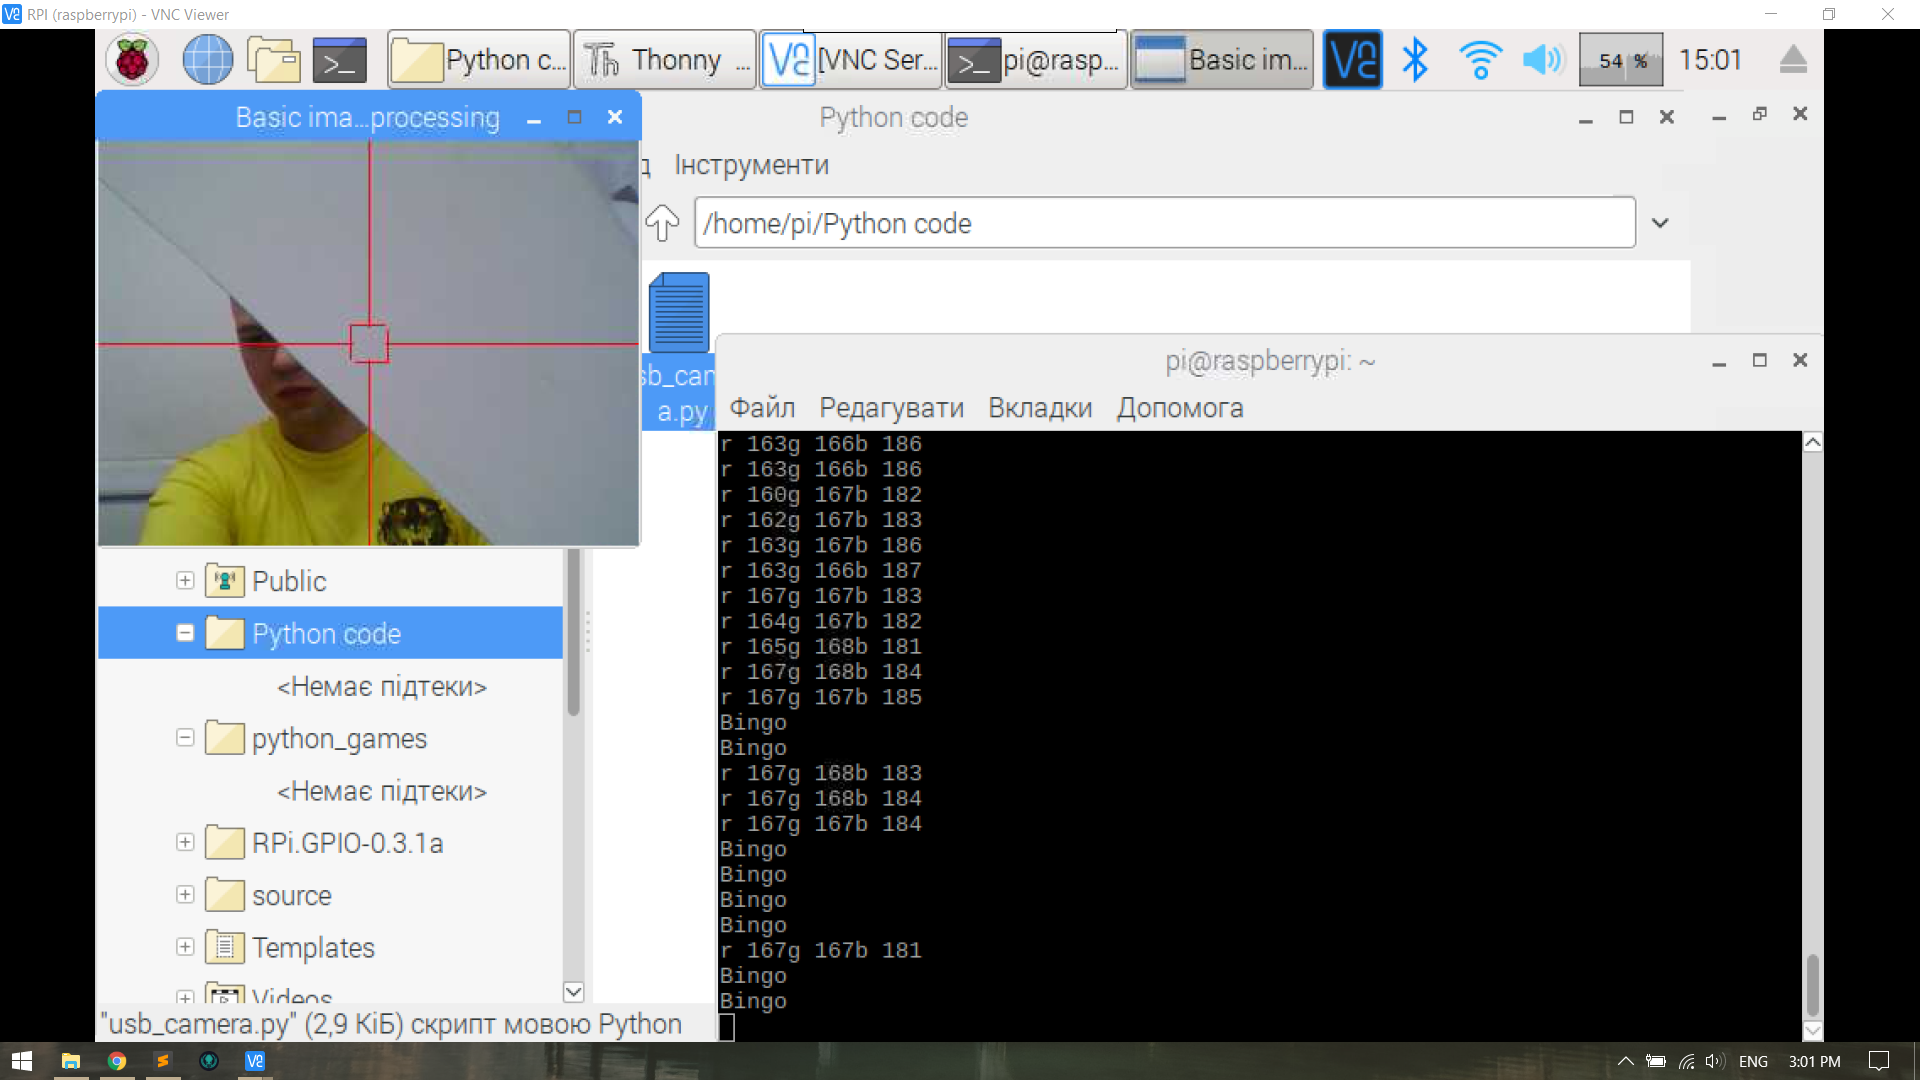 RPI (raspberrypi) - VNC Viewer
Python c...
Thonny ...
[VNC Ser...
pi@rasp...
Basic im...
54 %
15:01
Basic ima...processing
Python code
д Інструменти
/home/pi/Python code
sb_cam
a.py
pi@raspberrypi: ~
Файл Редагувати Вкладки Допомога
r 163g 166b 186
r 163g 166b 186
r 160g 167b 182
r 162g 167b 183
r 163g 167b 186
r 163g 166b 187
r 167g 167b 183
r 164g 167b 182
r 165g 168b 181
r 167g 168b 184
r 167g 167b 185
Bingo
Bingo
r 167g 168b 183
r 167g 168b 184
r 167g 167b 184
Bingo
Bingo
Bingo
Bingo
r 167g 167b 181
Bingo
Bingo
Public
Python code
<Немає підтеки>
python_games
<Немає підтеки>
RPi.GPIO-0.3.1a
source
Templates
Videos
"usb_camera.py" (2,9 КіБ) скрипт мовою Python
ENG
3:01 PM